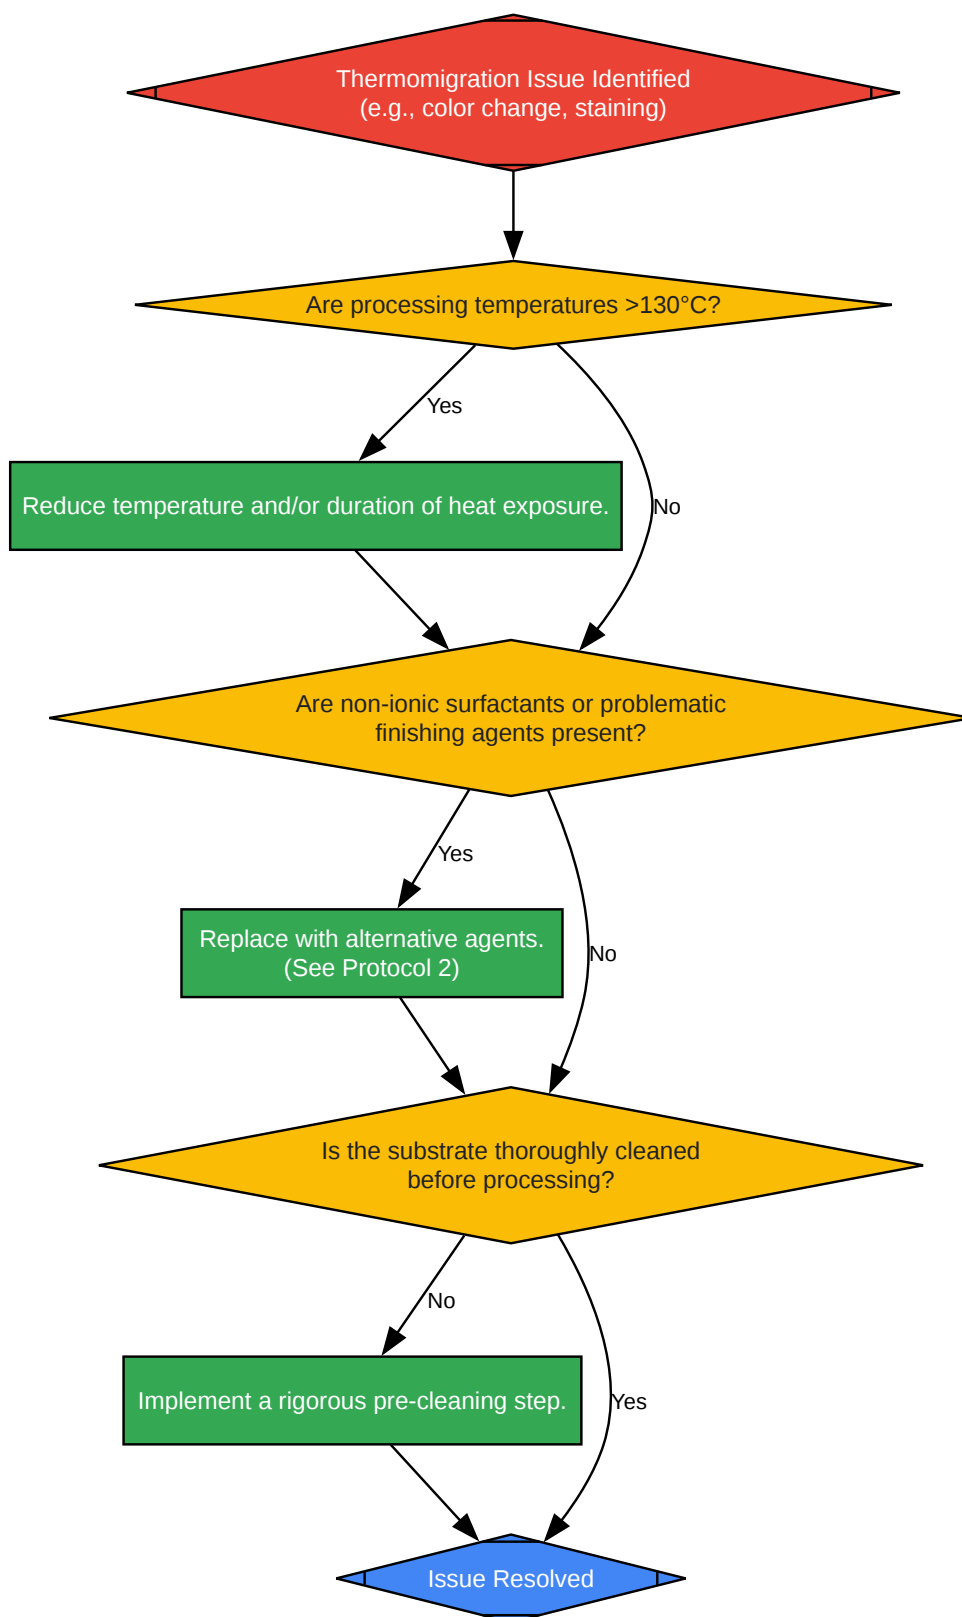 Thermomigration Issue Identified
(e.g., color change, staining)
Are processing temperatures >130°C?
Yes
Reduce temperature and/or duration of heat exposure.
No
Are non-ionic surfactants or problematic
finishing agents present?
Yes
Replace with alternative agents.
(See Protocol 2)
No
Is the substrate thoroughly cleaned
before processing?
No
Implement a rigorous pre-cleaning step.
Yes
Issue Resolved